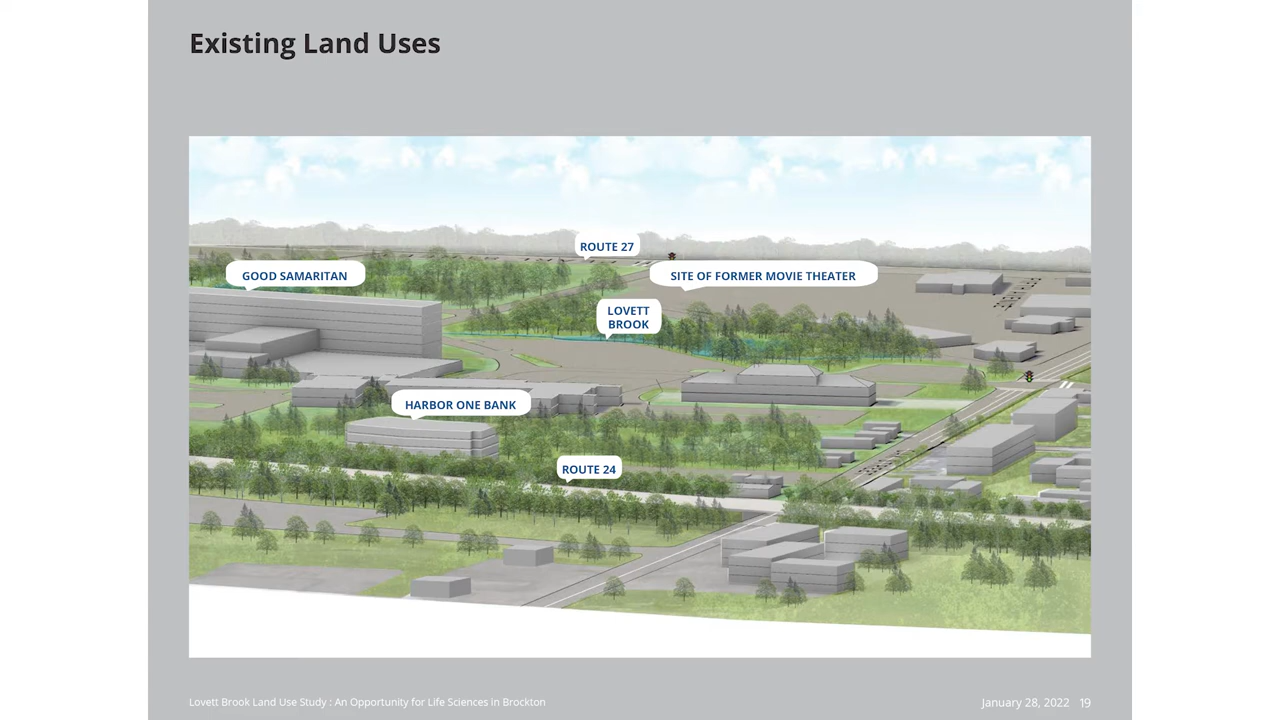 Existing Land Uses
ROUTE 27
GOOD SAMARITAN
SITE OF FORMER MOVIE THEATER
LOVETT
BROOK
HARBOR ONE BANK
ROUTE 24
Lovett Brook Land Use Study : An Opportunity for Life Sciences in Brockton
January 28, 2022 19